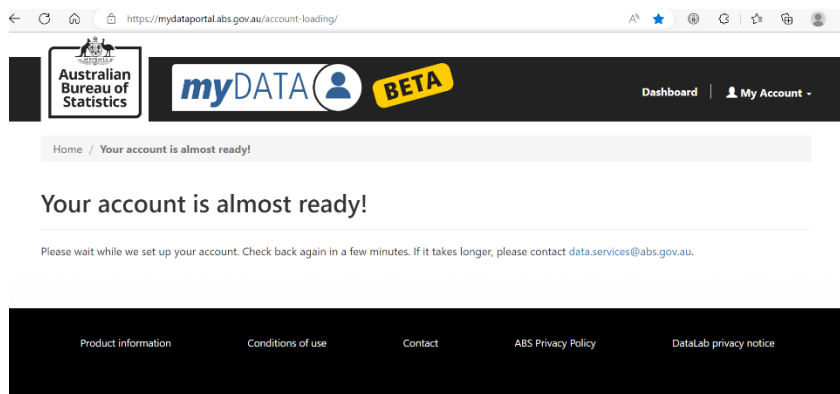 https://mydataportal.abs.gov.au/account-loading/
Australian
Bureau of
Statistics
myDATA
BETA
Dashboard
My Account
Home / Your account is almost ready!
Your account is almost ready!
Please wait while we set up your account. Check back again in a few minutes. If it takes longer, please contact data.services@abs.gov.au.
Product information
Conditions of use
Contact
ABS Privacy Policy
DataLab privacy notice